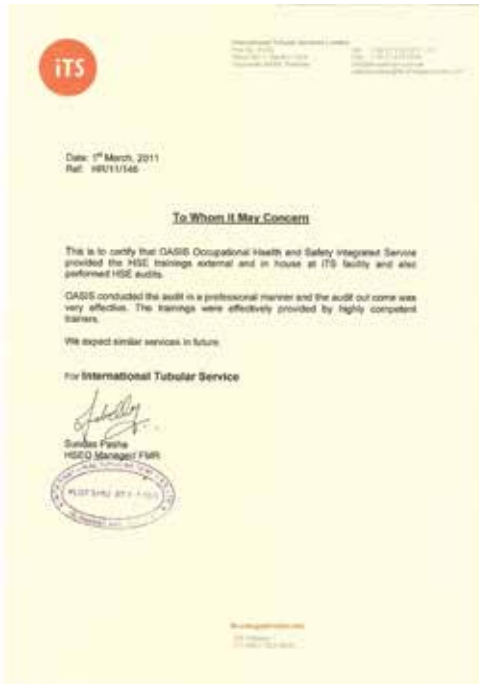 iTS
International Tubular Services Limited
Date: 1st March, 2011
Ref: HR/11/146
To Whom It May Concern
This is to certify that OASIS Occupational Health and Safety Integrated Service
provided the HSE trainings external and in house at ITS facility and also
performed HSE audits.
OASIS conducted the audit in a professional manner and the audit out come was
very effective. The trainings were effectively provided by highly competent
trainers.
We expect similar services in future.
For International Tubular Service
Pasha
HSEQ Manager/ FMR